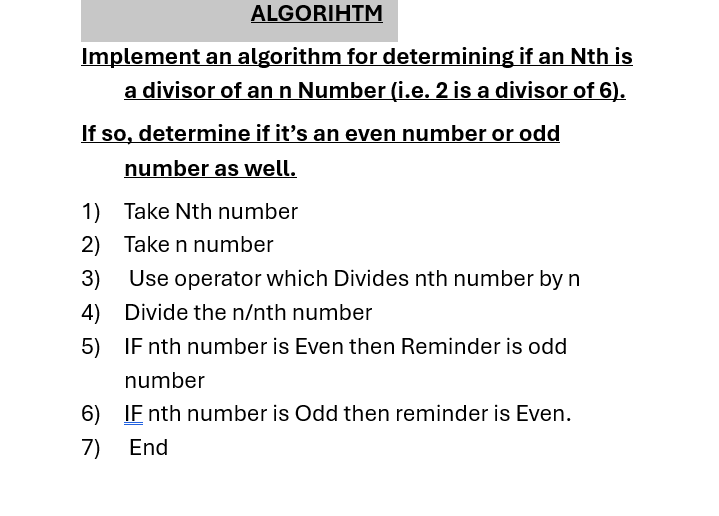 ALGORIHTM
Implement an algorithm for determining if an Nth is
a divisor of an n Number (i.e. 2 is a divisor of 6).
If so, determine if it’s an even number or odd
number as well.
1) Take Nth number
2) Take n number
3) Use operator which Divides nth number by n
4) Divide the n/nth number
5) IF nth number is Even then Reminder is odd
number
6) IF nth number is Odd then reminder is Even.
7) End